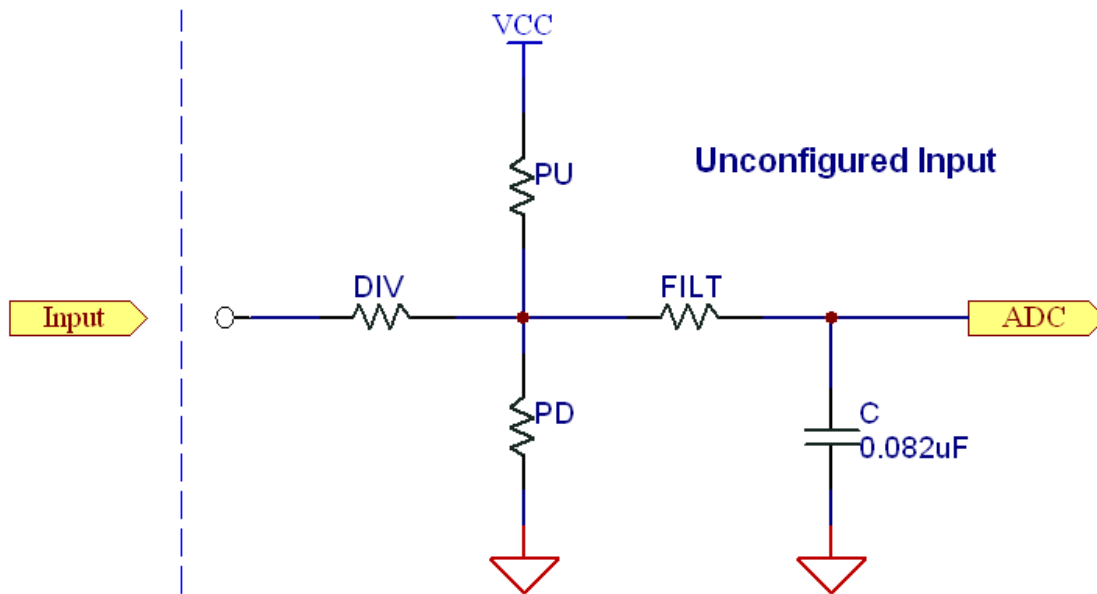 VCC
PU
Unconfigured Input
DIV
FILT
Input
ADC
PD
C
0.082uF